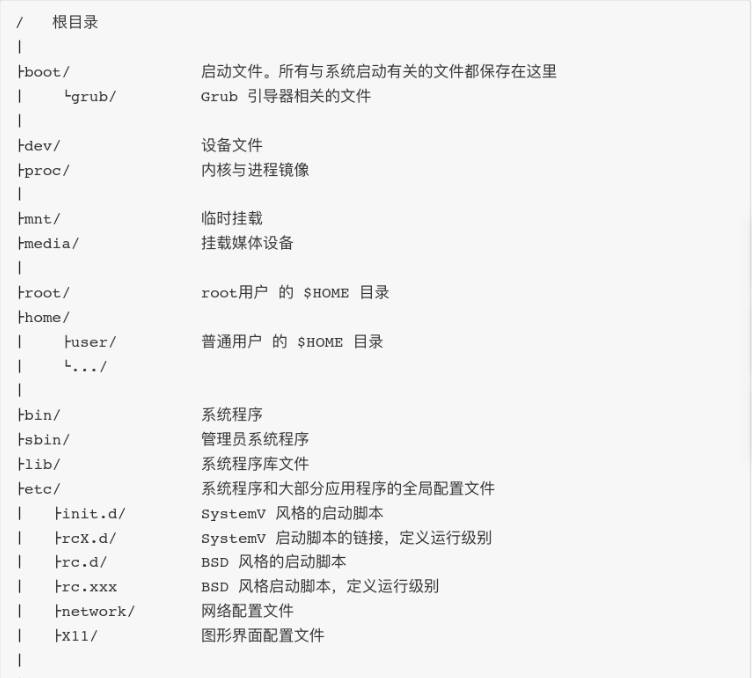 /   根目录
|
├boot/               启动文件。所有与系统启动有关的文件都保存在这里
|    └grub/          Grub 引导器相关的文件
|
├dev/                设备文件
├proc/               内核与进程镜像
|
├mnt/                临时挂载
├media/              挂载媒体设备
|
├root/               root用户 的 $HOME 目录
├home/
|    ├user/          普通用户 的 $HOME 目录
|    └.../
|
├bin/                系统程序
├sbin/               管理员系统程序
├lib/                系统程序库文件
├etc/                系统程序和大部分应用程序的全局配置文件
|   ├init.d/         SystemV 风格的启动脚本
|   ├rcX.d/          SystemV 启动脚本的链接，定义运行级别
|   ├rc.d/           BSD 风格的启动脚本
|   ├rc.xxx          BSD 风格启动脚本，定义运行级别
|   ├network/        网络配置文件
|   ├X11/            图形界面配置文件
|